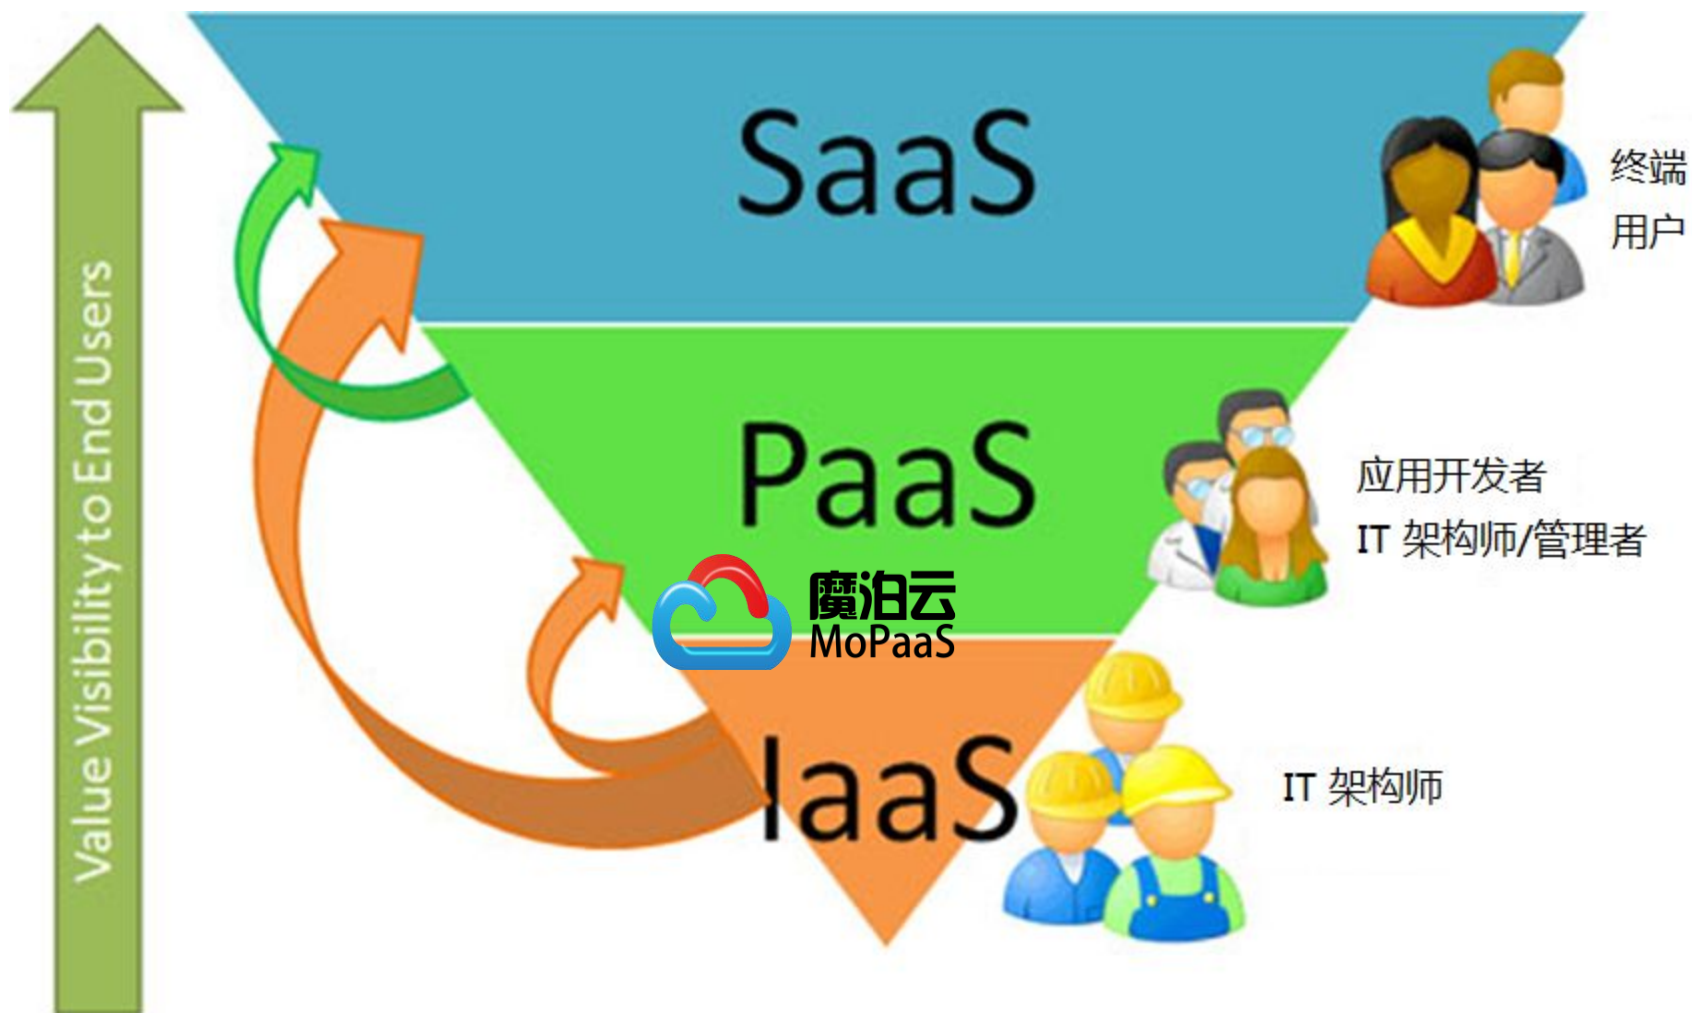 Value Visibility to End Users
SaaS
终端
用户
PaaS
应用开发者
IT 架构师/管理者
魔泊云
MoPaaS
IaaS
IT 架构师